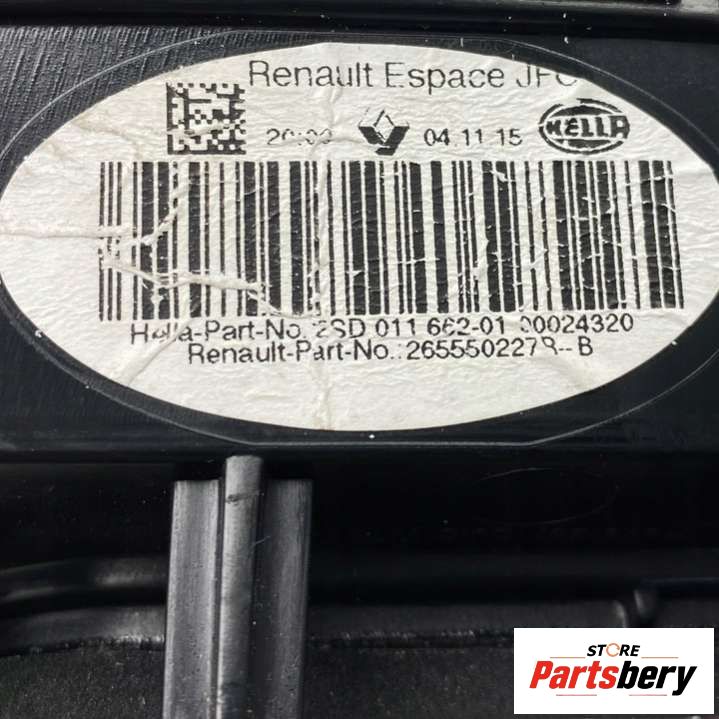 Renault Espace JFC
04.11.15 HELLA
Hella-Part-No.:2SD 011 662-01 00024320
Renault-Part-No.:265550227R--B
STORE
Partsbery